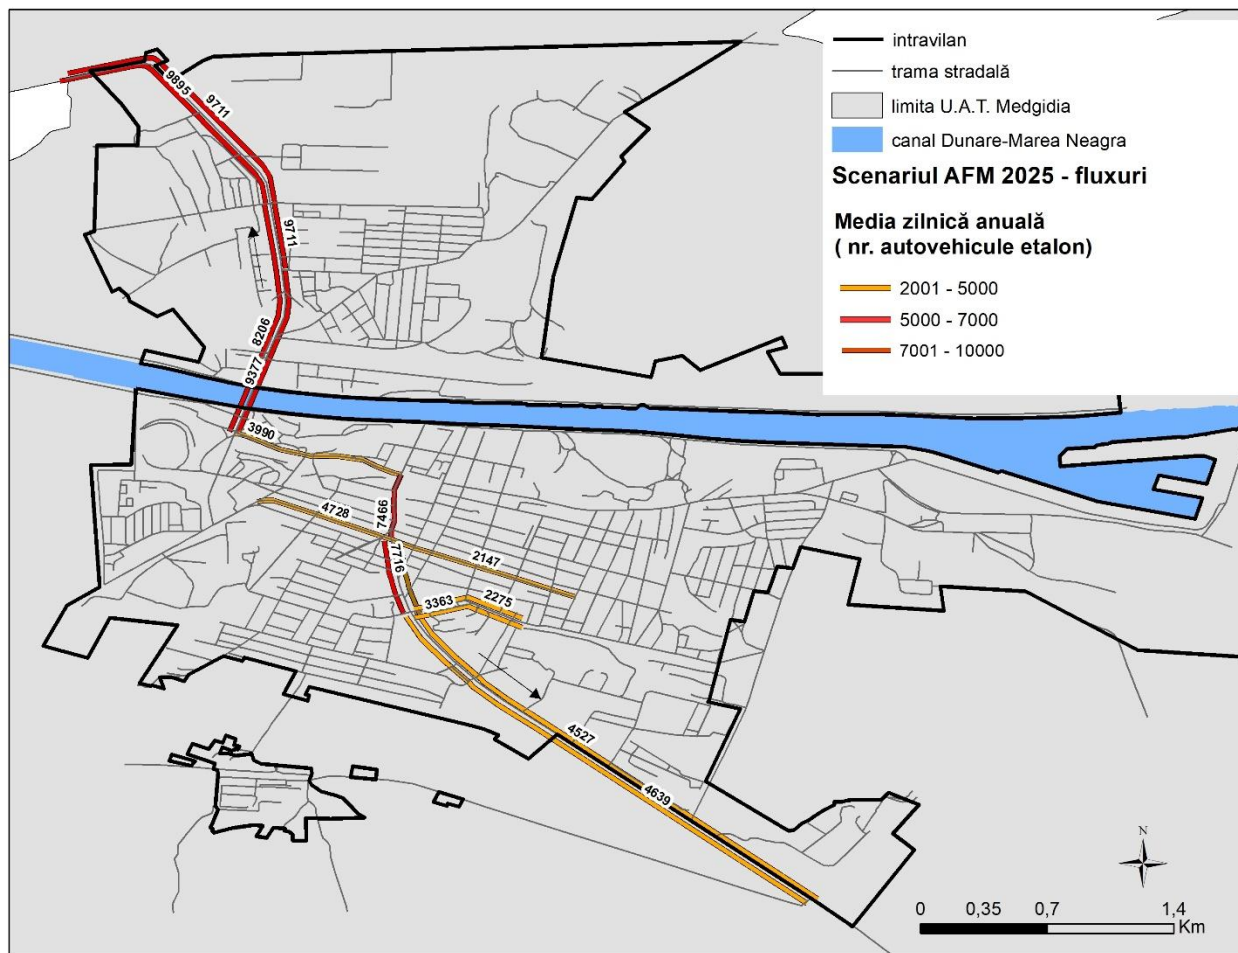 intravilan
trama stradală
limita U.A.T. Medgidia
canal Dunare-Marea Neagra
Scenariul AFM 2025 - fluxuri
Media zilnică anuală
( nr. autovehicule etalon)
2001 - 5000
5000 - 7000
7001 - 10000
9895
9711
9711
8206
9377
3990
7466
4728
7716
2147
3363
2275
4527
4639
N
0 0,35 0,7 1,4
Km